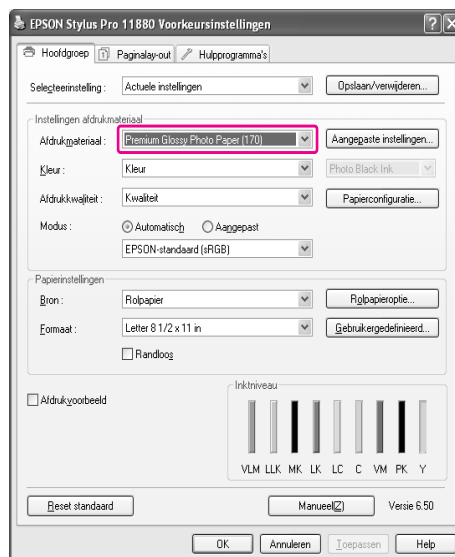 EPSON Stylus Pro 11880 Voorkeursinstellingen
Hoofdgroep Paginalay-out Hulpprogramma's
Selecteerinstelling : Actuele instellingen Opslaan/verwijderen...
Instellingen afdrukmateriaal
Afdrukmateriaal : Premium Glossy Photo Paper (170) Aangepaste instellingen...
Kleur : Kleur Photo Black Ink
Afdrukkwaliteit : Kwaliteit Papierconfiguratie...
Modus : Automatisch Aangepast
EPSON-standaard (sRGB)
Papierinstellingen
Bron : Rolpapier Rolpapieroptie...
Formaat : Letter 8 1/2 x 11 in Gebruikergedefinieerd...
Randloos
Afdrukvoorbeeld
Inktniveau
VLM LLK MK LK LC C VM PK Y
Reset standaard Manueel(Z) Versie 6.50
OK Annuleren Toepassen Help